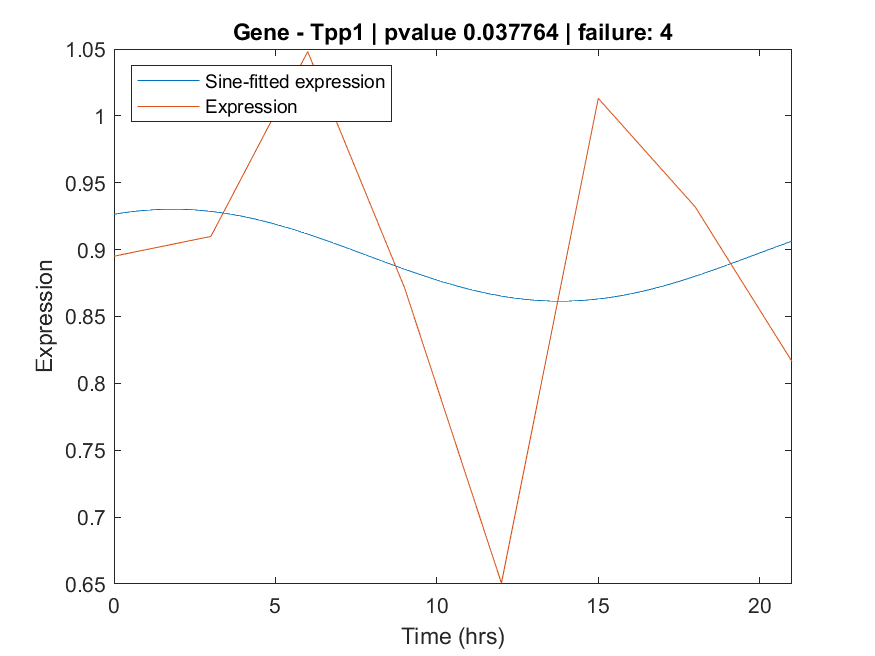 Gene - Tpp1 | pvalue 0.037764 | failure: 4
1.05
1
0.95
0.9
0.85
0.8
0.75
0.7
0.65
Expression
Sine-fitted expression
Expression
0 5 10 15 20
Time (hrs)